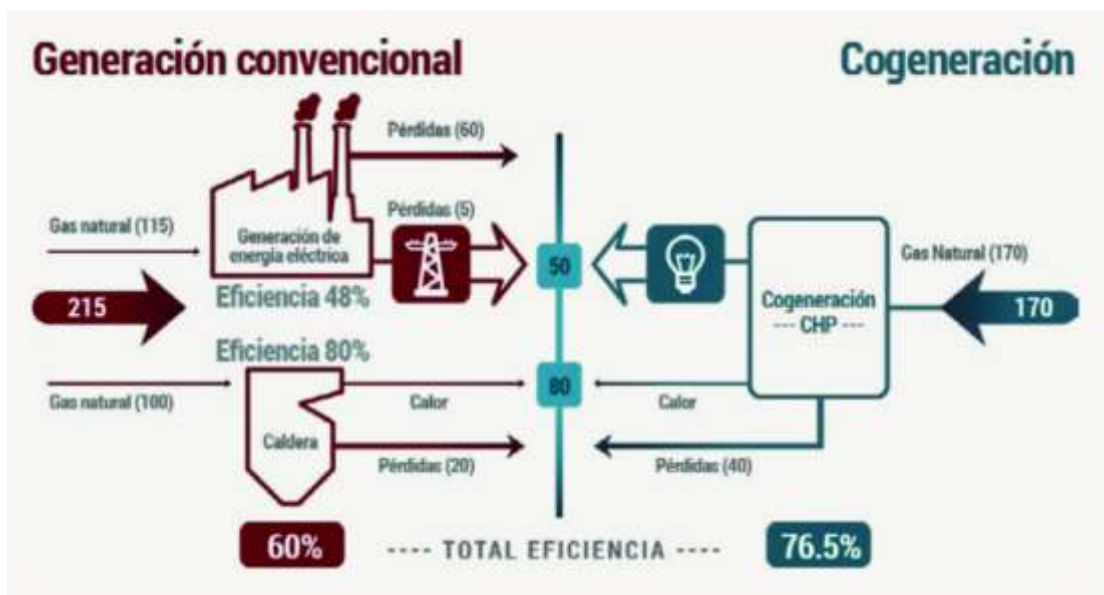 Generación convencional
Cogeneración
Pérdidas (60)
Gas natural (115)
Generación de
energía eléctrica
Pérdidas (5)
50
Gas Natural (170)
215
Eficiencia 48%
Cogeneración
--- CHP ---
170
Eficiencia 80%
Gas natural (100)
Caldera
Calor
80
Calor
Pérdidas (20)
Pérdidas (40)
60%
---- TOTAL EFICIENCIA ----
76.5%